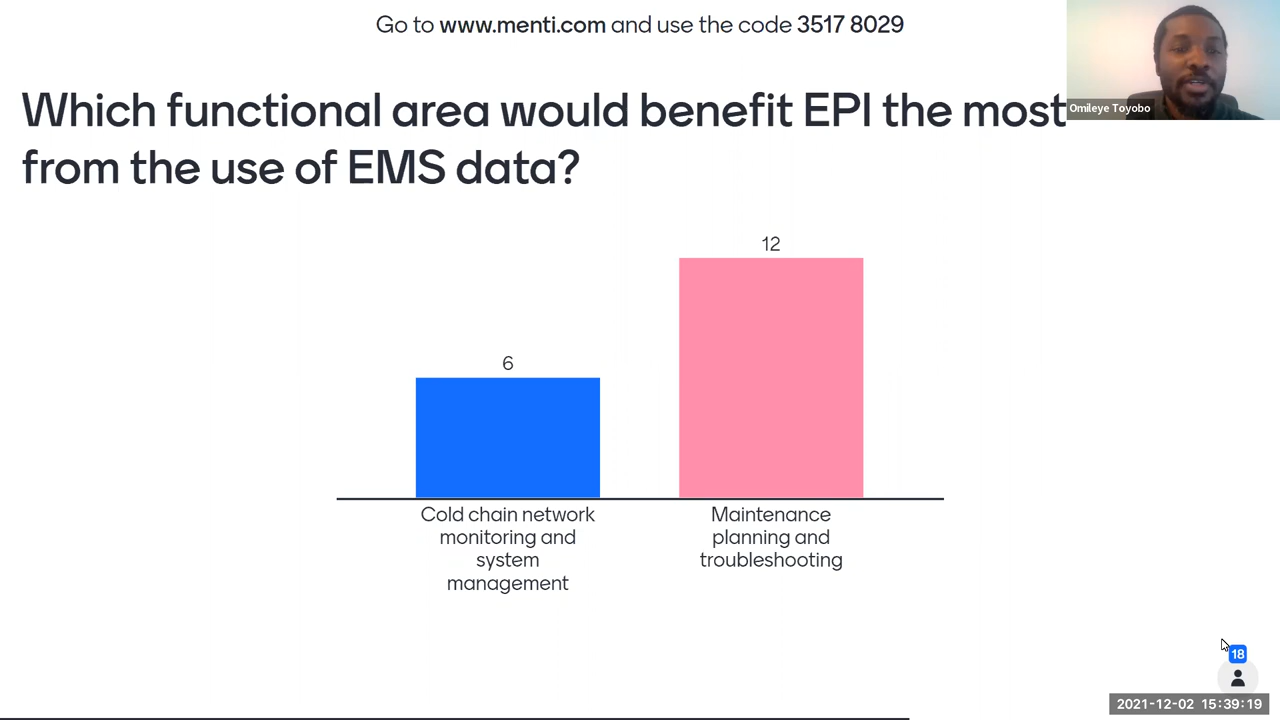 Go to www.menti.com and use the code 3517 8029
Omileye Toyobo
Which functional area would benefit EPI the most
from the use of EMS data?
6
12
Cold chain network
monitoring and
system
management
Maintenance
planning and
troubleshooting
18
2021-12-02 15:39:19